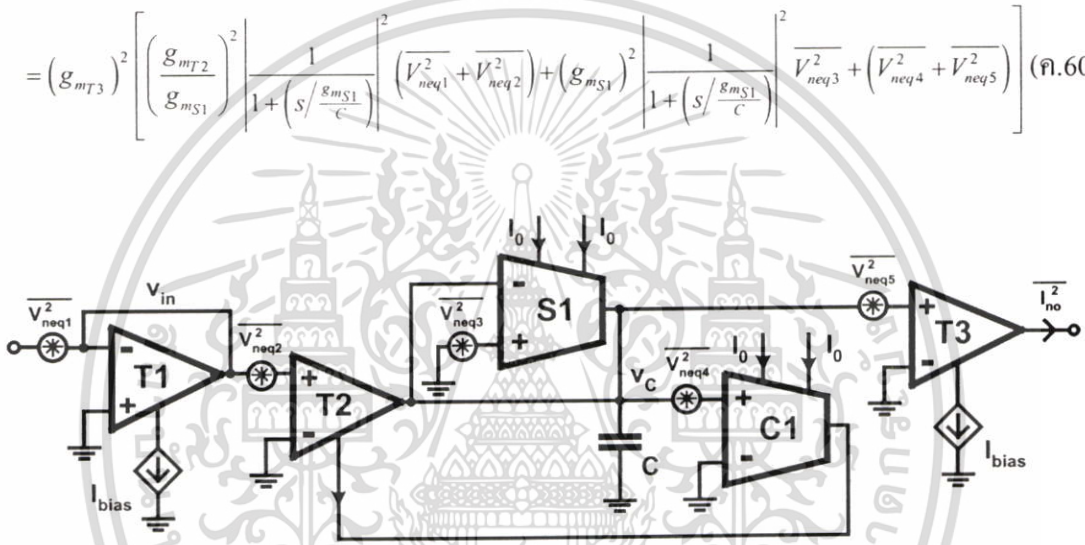 = (g_{mT3})^2 [ (g_{mT2} / g_{mS1})^2 | 1 / (1 + (s / (g_{mS1} / C))) |^2 (\overline{V_{neq1}^2} + \overline{V_{neq2}^2}) + (g_{mS1})^2 | 1 / (1 + (s / (g_{mS1} / C))) |^2 \overline{V_{neq3}^2} + (\overline{V_{neq4}^2} + \overline{V_{neq5}^2}) ] (ค.60
I_0 I_0
\overline{V_{neq1}^2} v_{in} \overline{V_{neq2}^2} \overline{V_{neq3}^2} - S1 + \overline{V_{neq5}^2} \overline{I_{no}^2}
- T1 + + T2 - v_C \overline{V_{neq4}^2} I_0 I_0 + T3 -
C + C1 -
I_{bias} I_{bias}